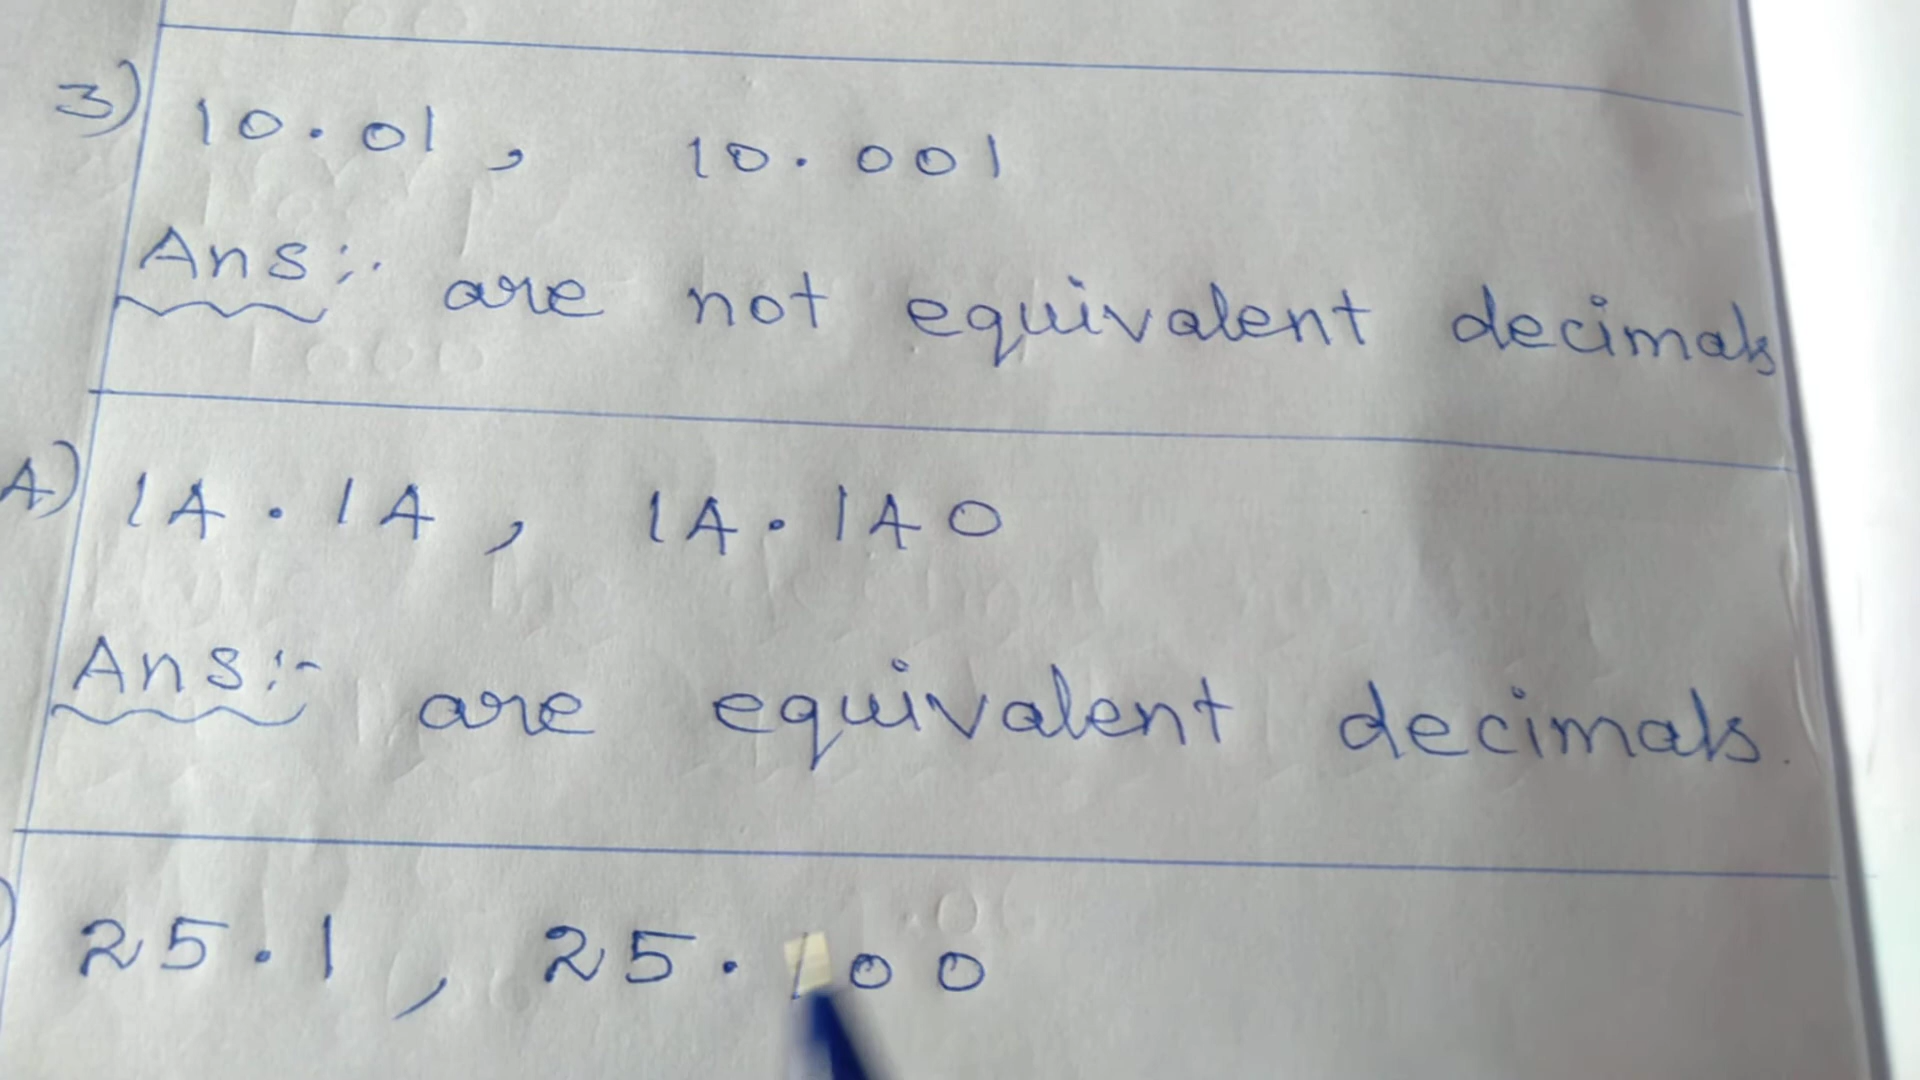 3) 10.01, 10.001
Ans:- are not equivalent decimals
4) 14.14, 14.140
Ans:- are equivalent decimals.
) 25.1, 25.100